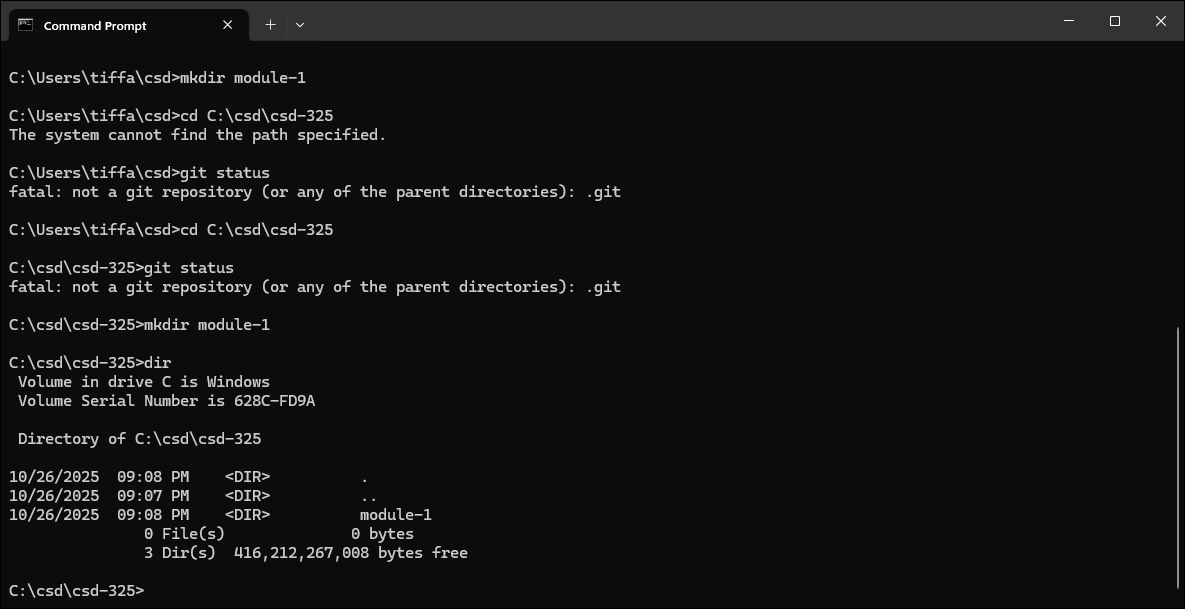 Command Prompt
C:\Users\tiffa\csd>mkdir module-1
C:\Users\tiffa\csd>cd C:\csd\csd-325
The system cannot find the path specified.
C:\Users\tiffa\csd>git status
fatal: not a git repository (or any of the parent directories): .git
C:\Users\tiffa\csd>cd C:\csd\csd-325
C:\csd\csd-325>git status
fatal: not a git repository (or any of the parent directories): .git
C:\csd\csd-325>mkdir module-1
C:\csd\csd-325>dir
 Volume in drive C is Windows
 Volume Serial Number is 628C-FD9A
 Directory of C:\csd\csd-325
10/26/2025  09:08 PM    <DIR>          .
10/26/2025  09:07 PM    <DIR>          ..
10/26/2025  09:08 PM    <DIR>          module-1
               0 File(s)              0 bytes
               3 Dir(s)  416,212,267,008 bytes free
C:\csd\csd-325>